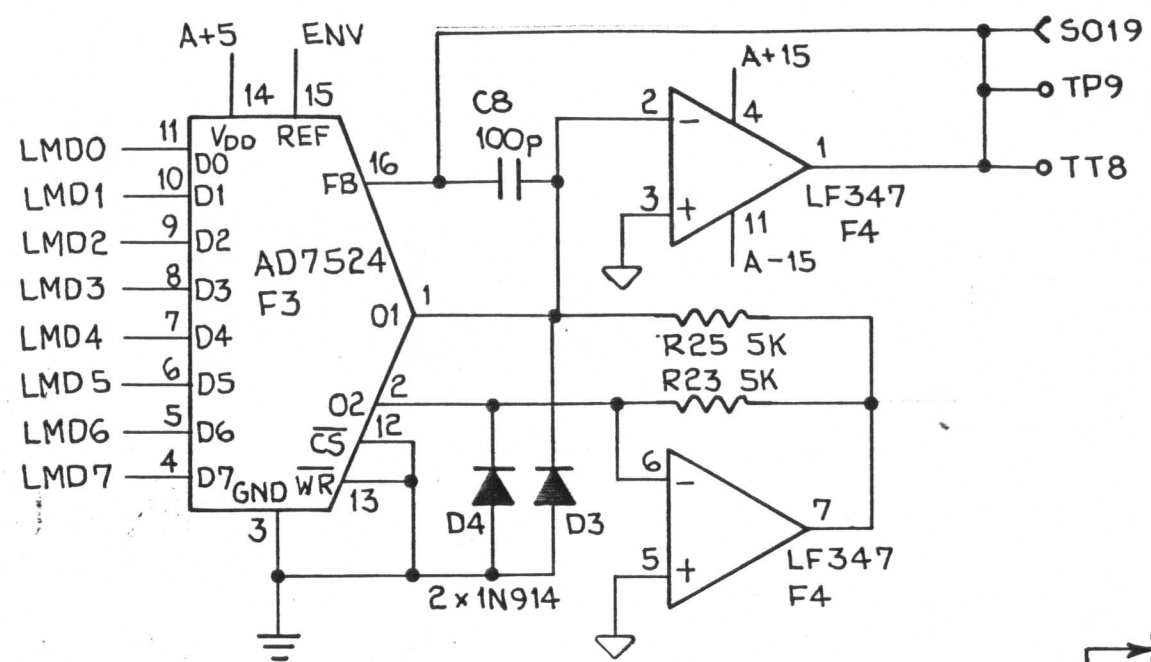 A+5 ENV
SO19
TP9
TT8
14 15
VDD REF
LMD0 11 D0
LMD1 10 D1
LMD2 9 D2
LMD3 8 D3
LMD4 7 D4
LMD5 6 D5
LMD6 5 D6
LMD7 4 D7
AD7524
F3
FB 16
O1 1
O2 2
CS 12
WR 13
GND
3
C8
100p
A+15
2 − 4
3 + 11
1
LF347
F4
A-15
R25 5K
R23 5K
D4 D3
2×1N914
6 −
5 +
7
LF347
F4